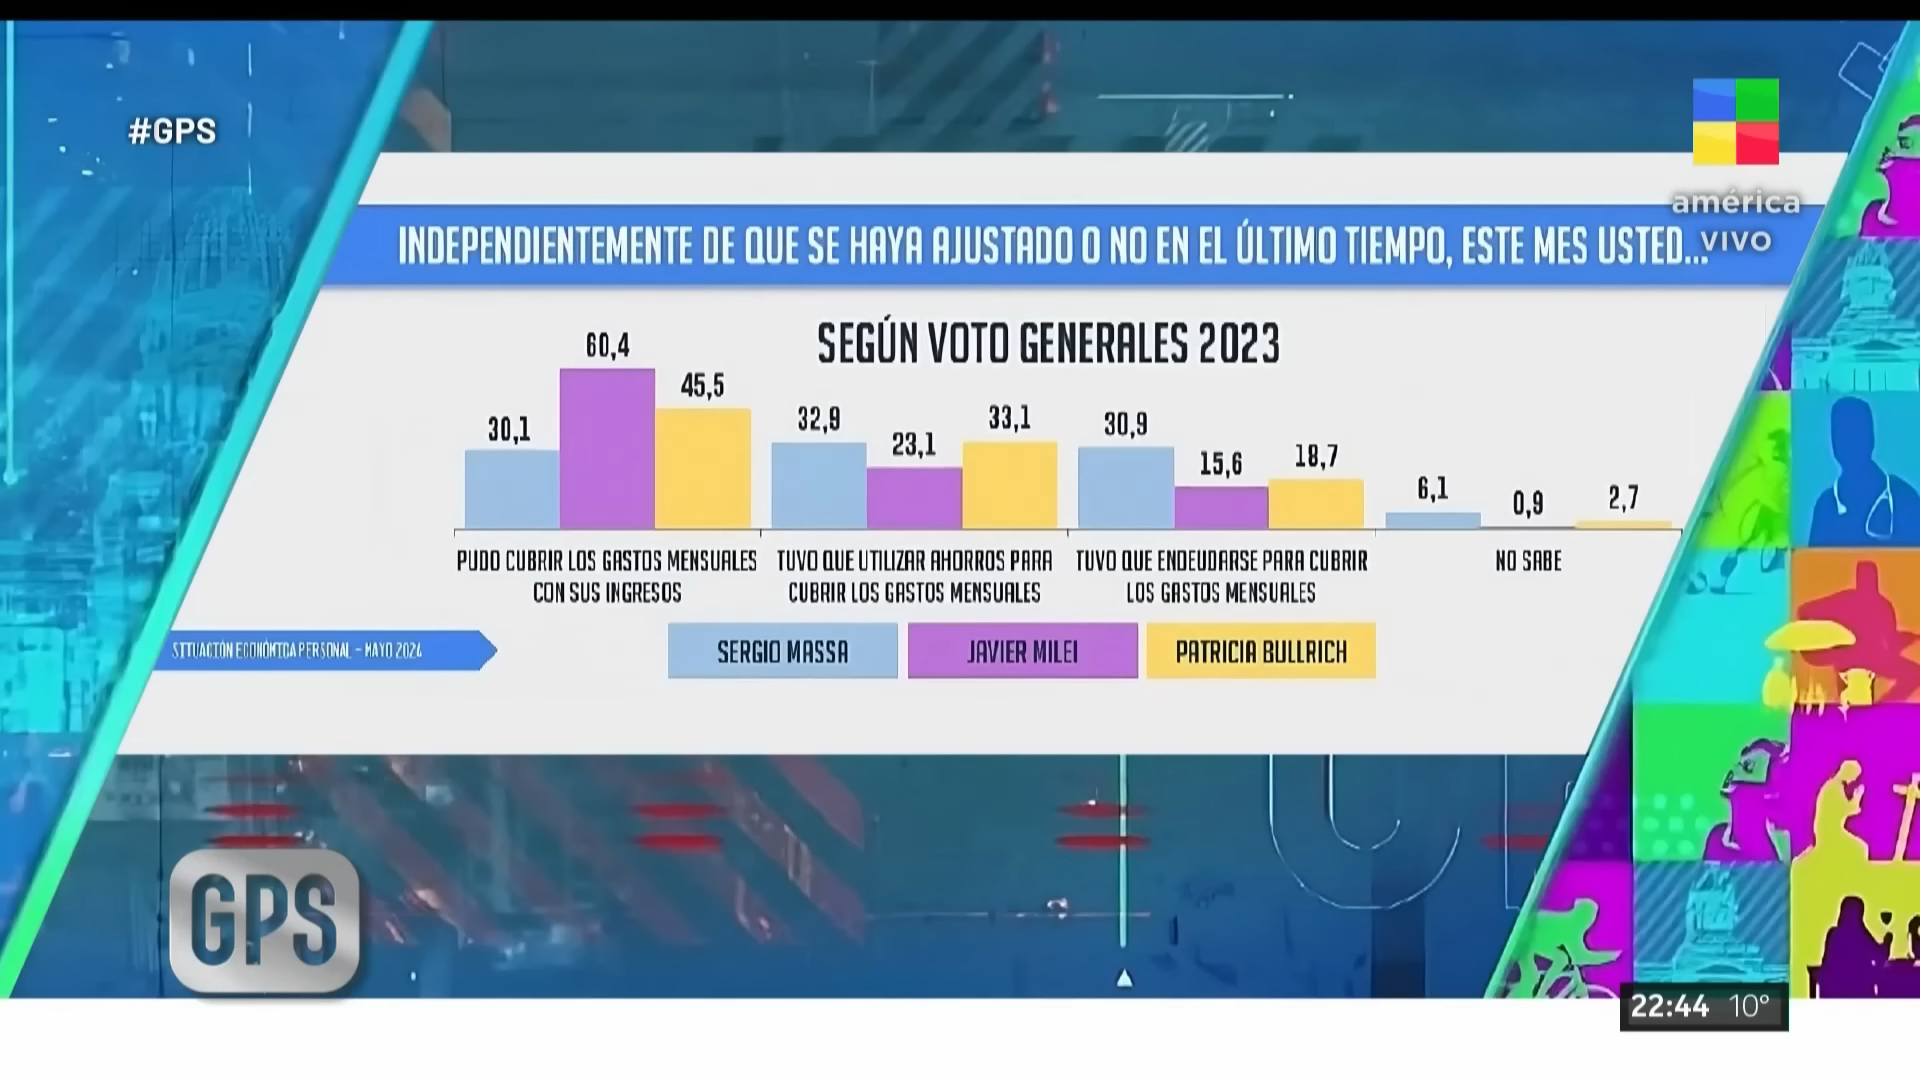 #GPS
américa
VIVO
INDEPENDIENTEMENTE DE QUE SE HAYA AJUSTADO O NO EN EL ÚLTIMO TIEMPO, ESTE MES USTED...
SEGÚN VOTO GENERALES 2023
30,1 60,4 45,5 32,9 23,1 33,1 30,9 15,6 18,7 6,1 0,9 2,7
PUDO CUBRIR LOS GASTOS MENSUALES
CON SUS INGRESOS
TUVO QUE UTILIZAR AHORROS PARA
CUBRIR LOS GASTOS MENSUALES
TUVO QUE ENDEUDARSE PARA CUBRIR
LOS GASTOS MENSUALES
NO SABE
SITUACIÓN ECONÓMICA PERSONAL - MAYO 2024
SERGIO MASSA JAVIER MILEI PATRICIA BULLRICH
GPS
22:44 10°